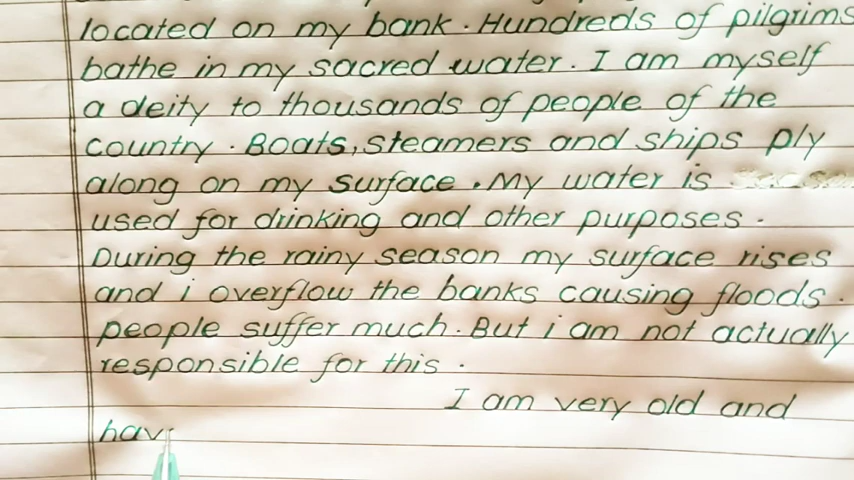 located on my bank. Hundreds of pilgrims
bathe in my sacred water. I am myself
a deity to thousands of people of the
country. Boats, steamers and ships ply
along on my surface. My water is
used for drinking and other purposes.
During the rainy season my surface rises
and i overflow the banks causing floods.
people suffer much. But i am not actually
responsible for this.
I am very old and
hav